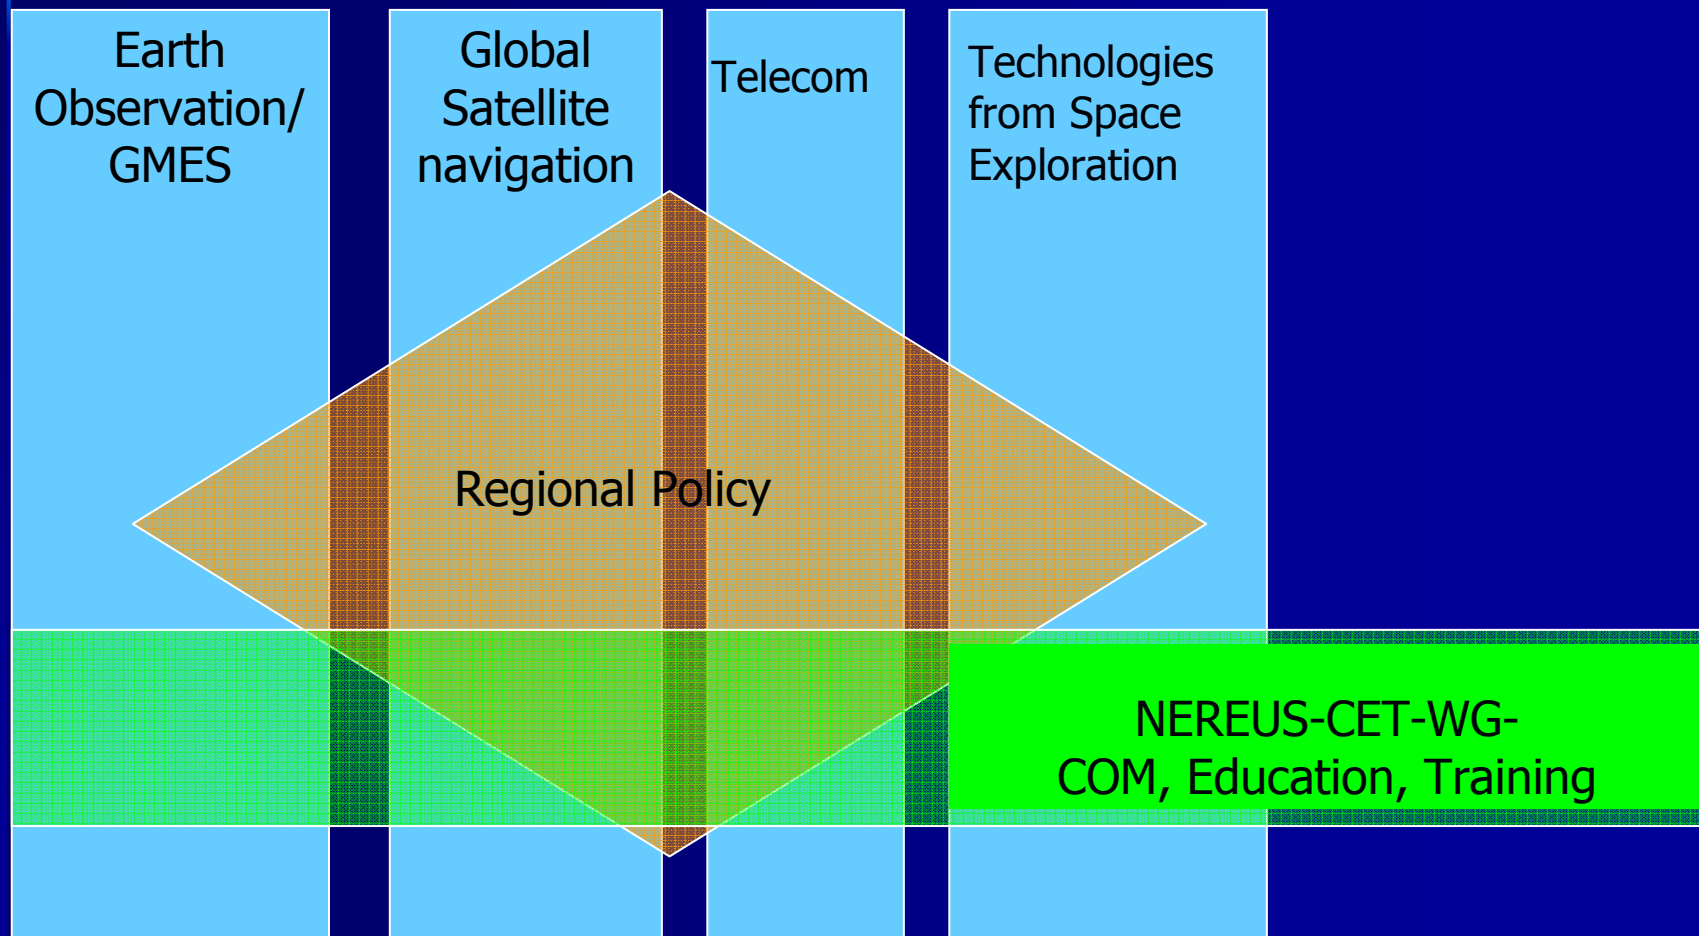 Earth
Observation/
GMES
Global
Satellite
navigation
Telecom
Technologies
from Space
Exploration
Regional Policy
NEREUS-CET-WG-
COM, Education, Training